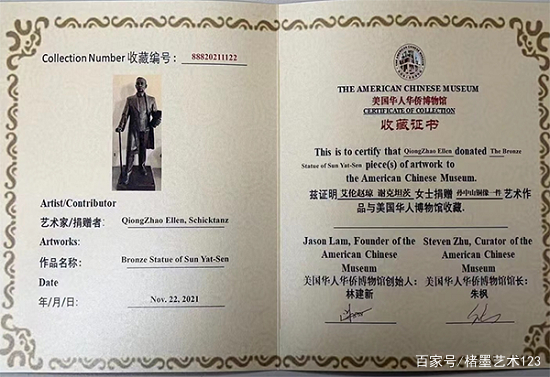 Collection Number 收藏编号: 88820211122
Artist/Contributor
艺术家/捐赠者: QiongZhao Ellen, Schicktanz
Artworks:
作品名称: Bronze Statue of Sun Yat-Sen
Date
年/月/日: Nov. 22, 2021
THE AMERICAN CHINESE MUSEUM
美国华人华侨博物馆
CERTIFICATE OF COLLECTION
收藏证书
This is to certify that QiongZhao Ellen donated The Bronze
Statue of Sun Yat-Sen piece(s) of artwork to
the American Chinese Museum.
兹证明 艾伦赵琼 谢克坦茨 女士捐赠 孙中山铜像一件 艺术作
品与美国华人博物馆收藏.
Jason Lam, Founder of the American Chinese Museum
美国华人华侨博物馆创始人:
林建新
Steven Zhu, Curator of the American Chinese Museum
美国华人华侨博物馆馆长:
朱枫
百家号/楮墨艺术123